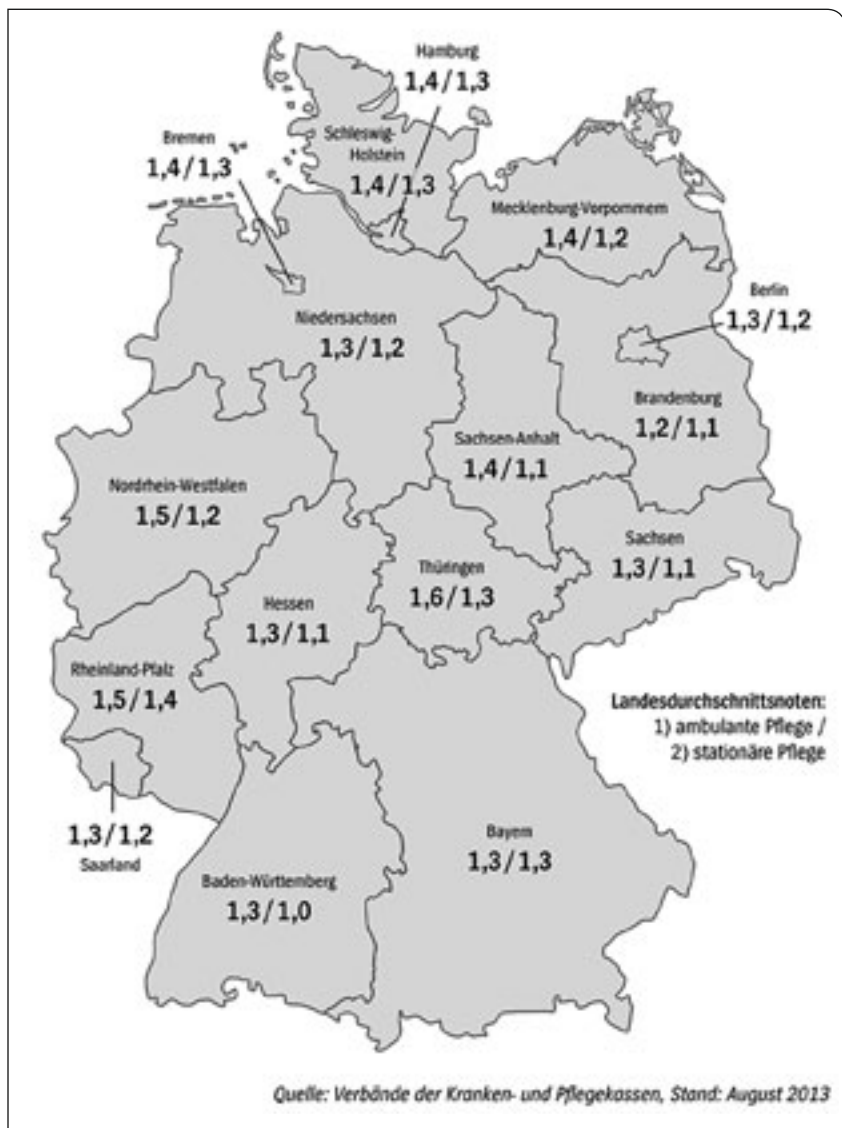 Hamburg
1,4 / 1,3
Bremen
1,4 / 1,3
Schleswig-
Holstein
1,4 / 1,3
Mecklenburg-Vorpommern
1,4 / 1,2
Berlin
1,3 / 1,2
Niedersachsen
1,3 / 1,2
Brandenburg
1,2 / 1,1
Sachsen-Anhalt
1,4 / 1,1
Nordrhein-Westfalen
1,5 / 1,2
Sachsen
1,3 / 1,1
Thüringen
1,6 / 1,3
Hessen
1,3 / 1,1
Rheinland-Pfalz
1,5 / 1,4
Landesdurchschnittsnoten:
1) ambulante Pflege /
2) stationäre Pflege
1,3 / 1,2
Saarland
Bayern
1,3 / 1,3
Baden-Württemberg
1,3 / 1,0
Quelle: Verbände der Kranken- und Pflegekassen, Stand: August 2013